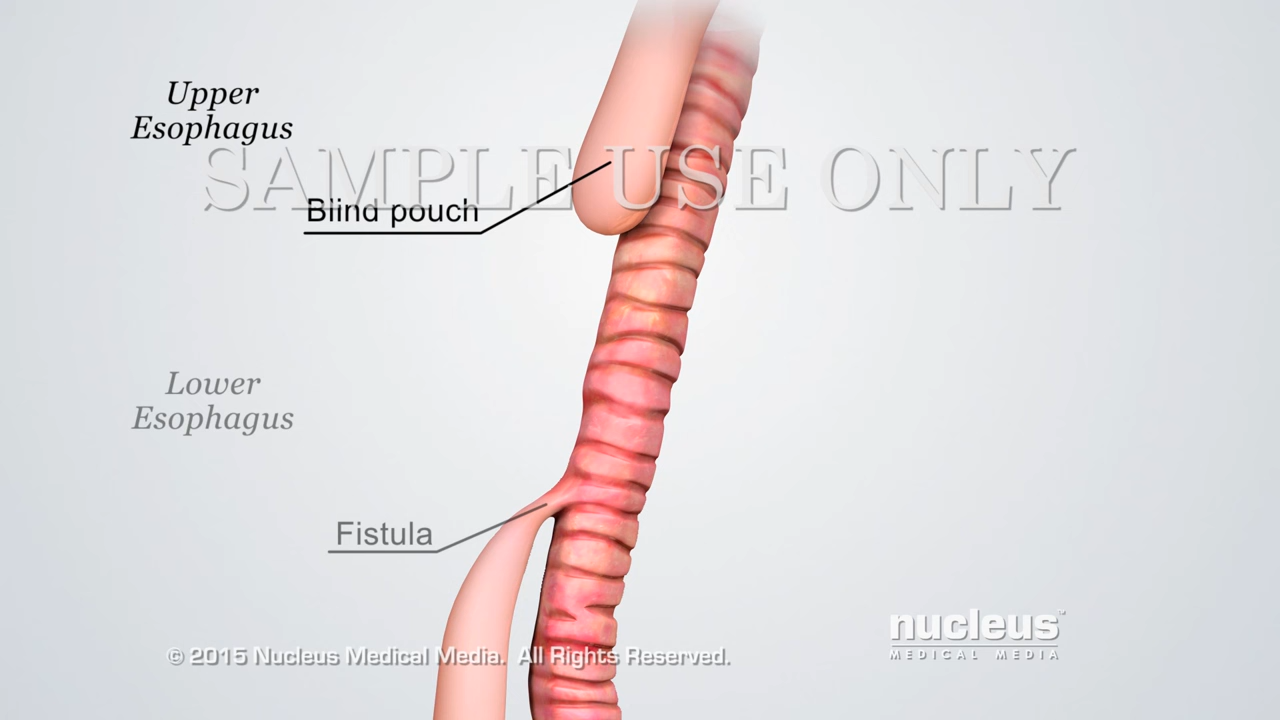 Upper
Esophagus
SAMPLE USE ONLY
Blind pouch
Lower
Esophagus
Fistula
nucleus™
MEDICAL MEDIA
© 2015 Nucleus Medical Media. All Rights Reserved.